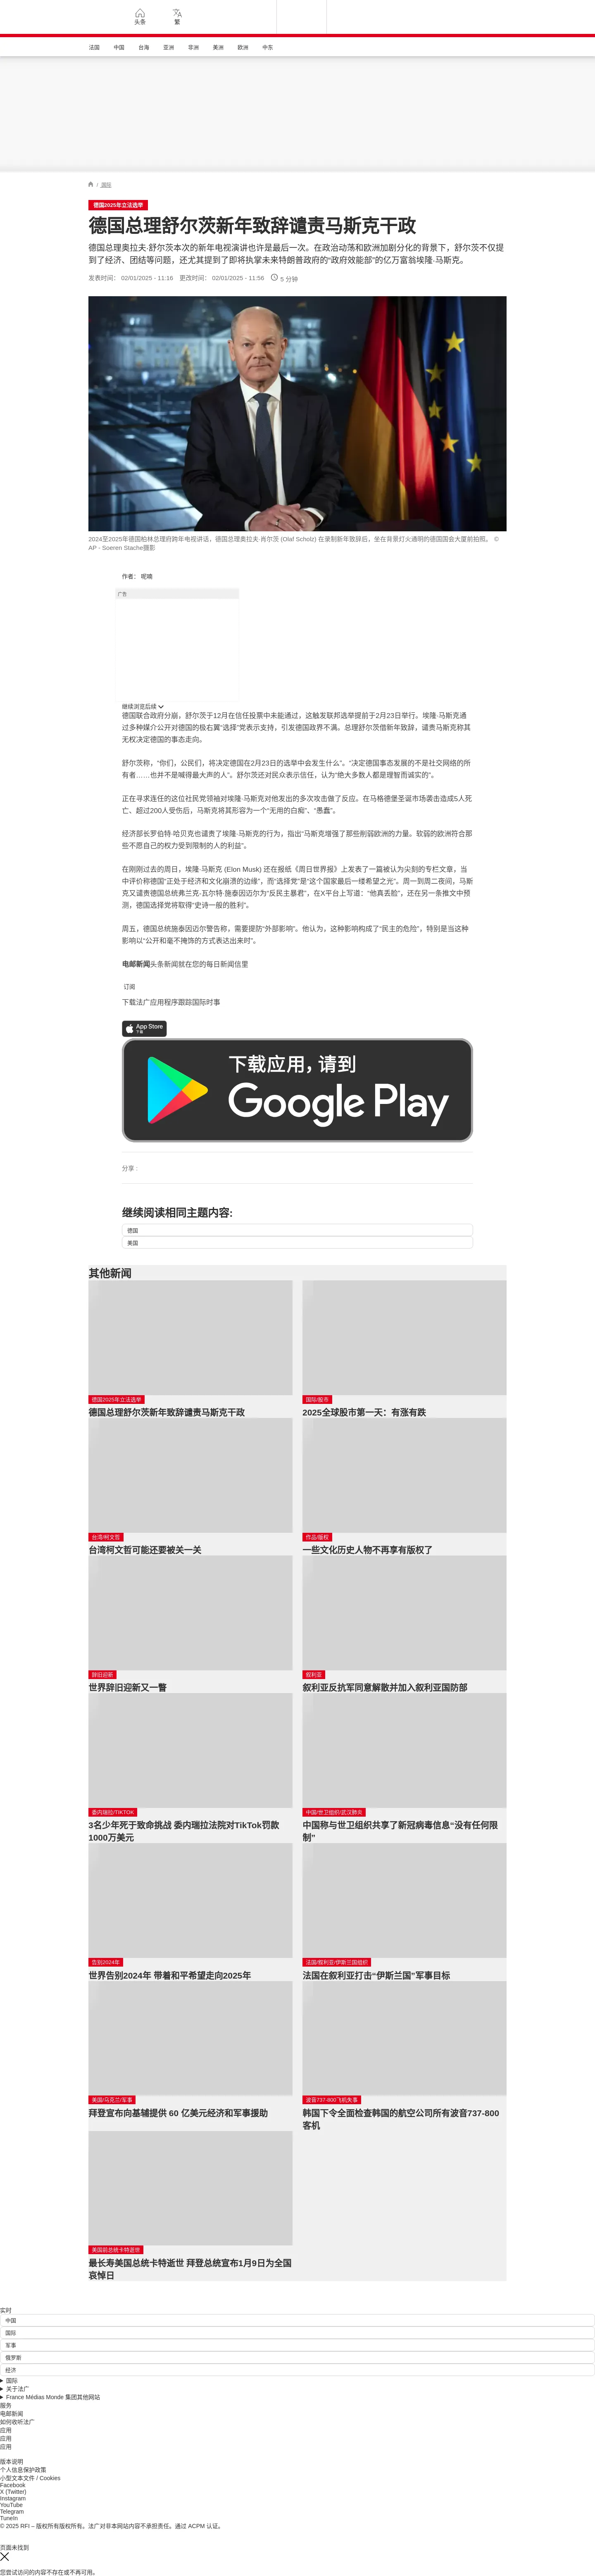 头条
繁
法国
中国
台海
亚洲
非洲
美洲
欧洲
中东
/ 国际
德国2025年立法选举
德国总理舒尔茨新年致辞谴责马斯克干政
德国总理奥拉夫·舒尔茨本次的新年电视演讲也许是最后一次。在政治动荡和欧洲加剧分化的背景下，舒尔茨不仅提
到了经济、团结等问题，还尤其提到了即将执掌未来特朗普政府的“政府效能部”的亿万富翁埃隆·马斯克。
发表时间： 02/01/2025 - 11:16 更改时间： 02/01/2025 - 11:56 5 分钟
2024至2025年德国柏林总理府跨年电视讲话，德国总理奥拉夫·肖尔茨 (Olaf Scholz) 在录制新年致辞后，坐在背景灯火通明的德国国会大厦前拍照。 ©
AP - Soeren Stache摄影
作者： 呢喃
广告
继续浏览后续
德国联合政府分崩，舒尔茨于12月在信任投票中未能通过，这触发联邦选举提前于2月23日举行。埃隆·马斯克通
过多种媒介公开对德国的极右翼“选择”党表示支持，引发德国政界不满。总理舒尔茨借新年致辞，谴责马斯克称其
无权决定德国的事态走向。
舒尔茨称，“你们，公民们，将决定德国在2月23日的选举中会发生什么”。“决定德国事态发展的不是社交网络的所
有者……也并不是喊得最大声的人”。舒尔茨还对民众表示信任，认为“绝大多数人都是理智而诚实的”。
正在寻求连任的这位社民党领袖对埃隆·马斯克对他发出的多次攻击做了反应。在马格德堡圣诞市场袭击造成5人死
亡、超过200人受伤后，马斯克将其形容为一个“无用的白痴”、“愚蠢”。
经济部长罗伯特·哈贝克也谴责了埃隆·马斯克的行为，指出“马斯克增强了那些削弱欧洲的力量。软弱的欧洲符合那
些不愿自己的权力受到限制的人的利益”。
在刚刚过去的周日，埃隆·马斯克 (Elon Musk) 还在报纸《周日世界报》上发表了一篇被认为尖刻的专栏文章，当
中评价称德国“正处于经济和文化崩溃的边缘”，而“选择党”是“这个国家最后一缕希望之光”。周一到周二夜间，马斯
克又谴责德国总统弗兰克-瓦尔特·施泰因迈尔为“反民主暴君”，在X平台上写道：“他真丢脸”，还在另一条推文中预
测，德国选择党将取得“史诗一般的胜利”。
周五，德国总统施泰因迈尔警告称，需要提防“外部影响”。他认为，这种影响构成了“民主的危险”，特别是当这种
影响以“公开和毫不掩饰的方式表达出来时”。
电邮新闻头条新闻就在您的每日新闻信里
订阅
下载法广应用程序跟踪国际时事
App Store
下载
下载应用，请到
Google Play
分享 :
继续阅读相同主题内容:
德国
美国
其他新闻
德国2025年立法选举
德国总理舒尔茨新年致辞谴责马斯克干政
国际/股市
2025全球股市第一天：有涨有跌
台湾/柯文哲
台湾柯文哲可能还要被关一关
作品/版权
一些文化历史人物不再享有版权了
辞旧迎新
世界辞旧迎新又一瞥
叙利亚
叙利亚反抗军同意解散并加入叙利亚国防部
委内瑞拉/TIKTOK
3名少年死于致命挑战 委内瑞拉法院对TikTok罚款
1000万美元
中国/世卫组织/武汉肺炎
中国称与世卫组织共享了新冠病毒信息“没有任何限
制”
告别2024年
世界告别2024年 带着和平希望走向2025年
法国/叙利亚/伊斯兰国组织
法国在叙利亚打击“伊斯兰国”军事目标
美国/乌克兰/军事
拜登宣布向基辅提供 60 亿美元经济和军事援助
波音737-800飞机失事
韩国下令全面检查韩国的航空公司所有波音737-800
客机
美国前总统卡特逝世
最长寿美国总统卡特逝世 拜登总统宣布1月9日为全国
哀悼日
实时
中国
国际
军事
俄罗斯
经济
国际
关于法广
France Médias Monde 集团其他网站
服务
电邮新闻
如何收听法广
应用
应用
应用
版本说明
个人信息保护政策
小型文本文件 / Cookies
Facebook
X (Twitter)
Instagram
YouTube
Telegram
TuneIn
© 2025 RFI – 版权所有版权所有。法广对非本网站内容不承担责任。通过 ACPM 认证。
页面未找到
您尝试访问的内容不存在或不再可用。